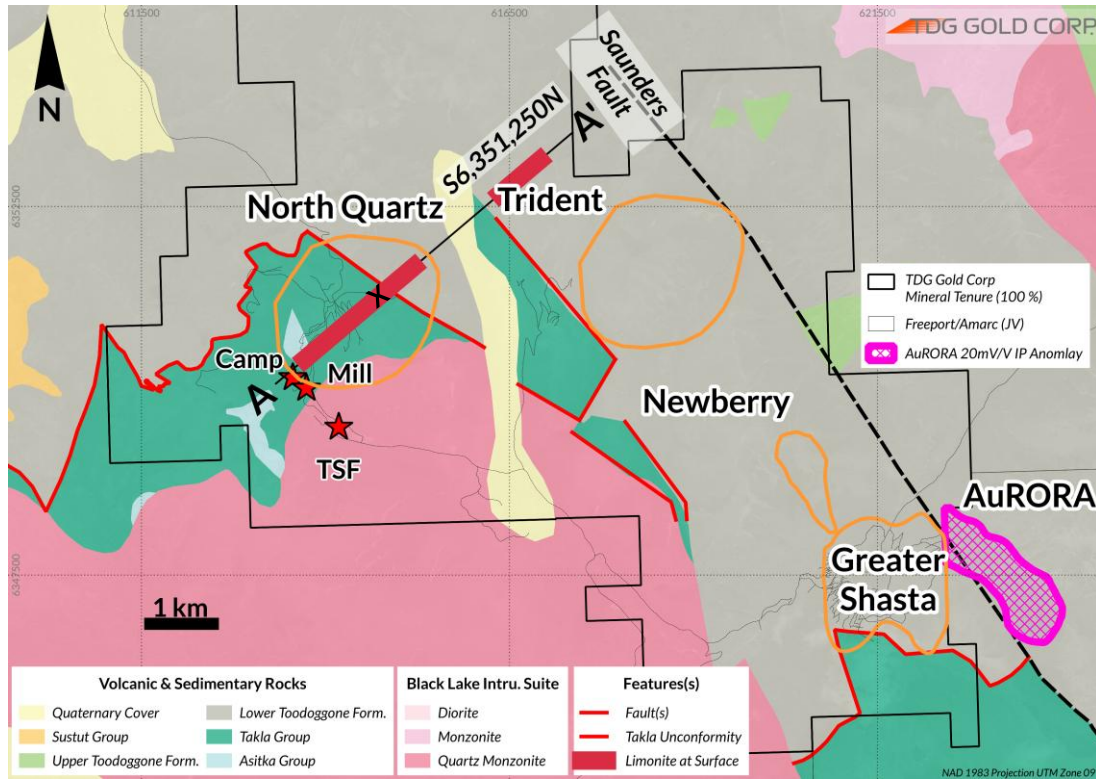 611500
616500
621500
TDG GOLD CORP.
N
Saunders
Fault
A'
S6,351,250N
6352500
North Quartz
Trident
X
TDG Gold Corp
Mineral Tenure (100 %)
Freeport/Amarc (JV)
AuRORA 20mV/V IP Anomlay
Camp
Mill
A
Newberry
TSF
AuRORA
6347500
Greater
Shasta
1 km
Volcanic & Sedimentary Rocks
Quaternary Cover
Sustut Group
Upper Toodoggone Form.
Lower Toodoggone Form.
Takla Group
Asitka Group
Black Lake Intru. Suite
Diorite
Monzonite
Quartz Monzonite
Features(s)
Fault(s)
Takla Unconformity
Limonite at Surface
NAD 1983 Projection UTM Zone 09